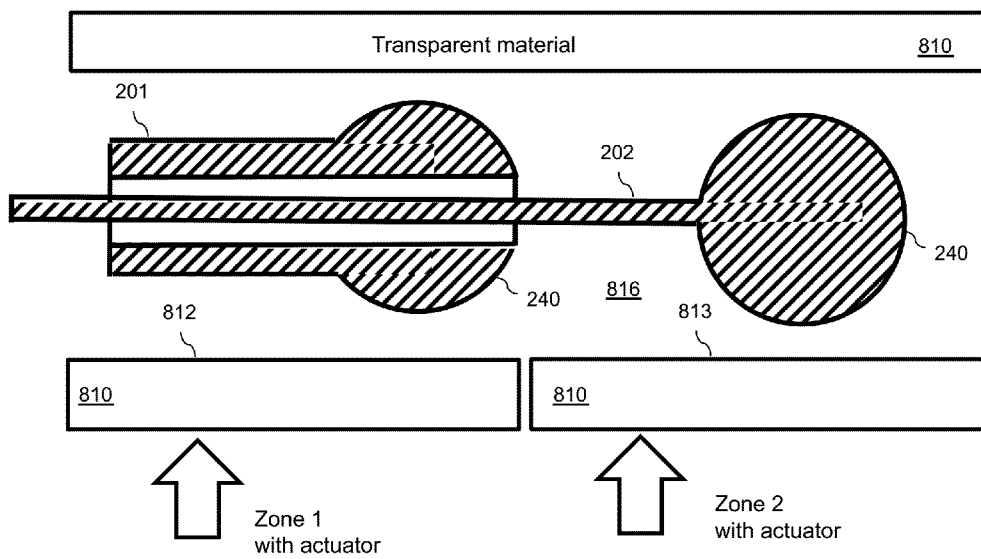 Transparent material 810
201
202
240
240
816
812
813
810
810
Zone 1
with actuator
Zone 2
with actuator